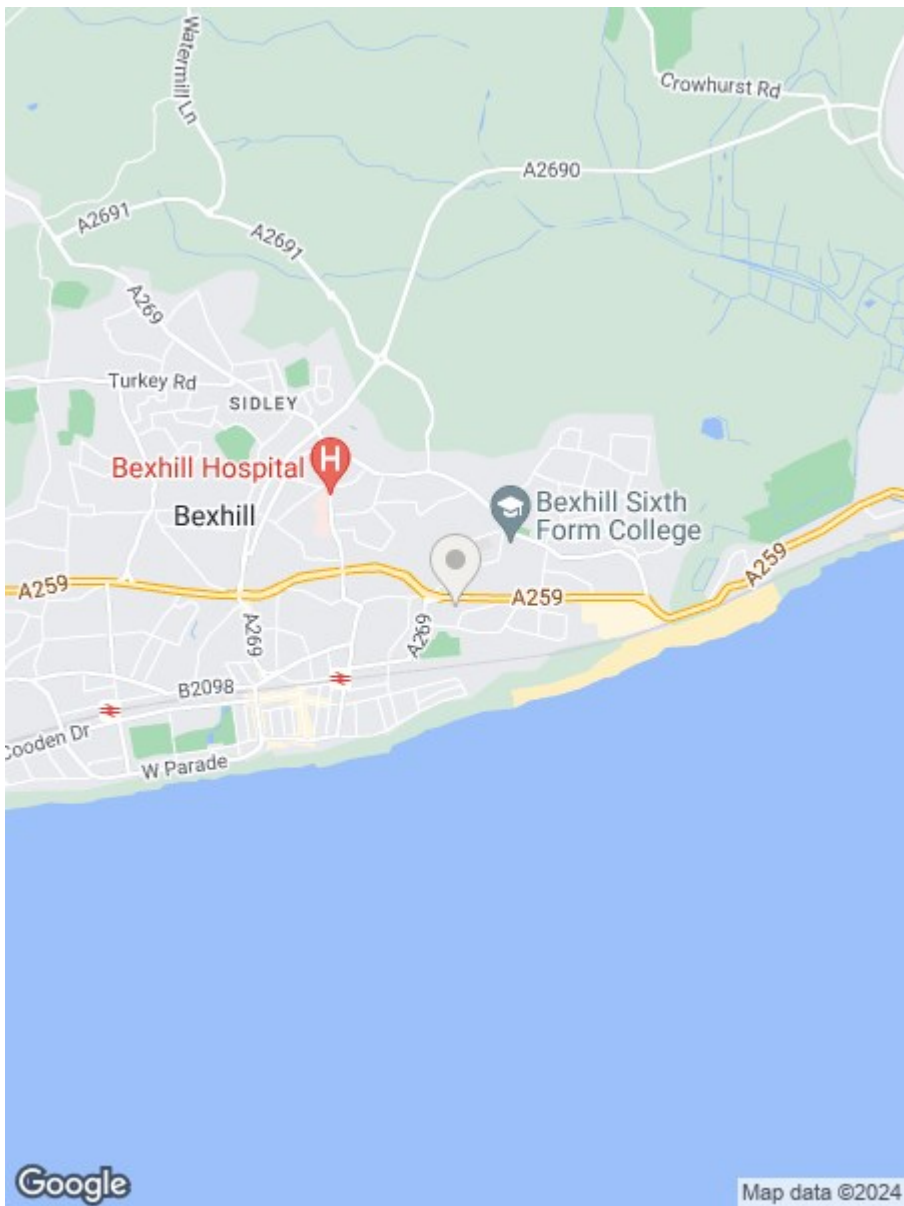 Watermill Ln
Crowhurst Rd
A2690
A2691
A2691
A269
Turkey Rd
SIDLEY
H
Bexhill Hospital
Bexhill
Bexhill Sixth
Form College
A259
A259
A259
A269
A269
B2098
Cooden Dr
W Parade
Google
Map data ©2024